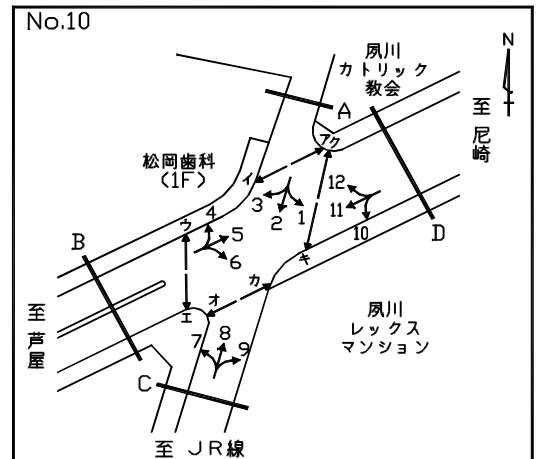 No.10
N
夙川
カトリック
教会
A
至
尼
崎
アク
松岡歯科
(1F)
イ
12
3
2
1
11
4
ウ
5
6
10
B
D
キ
カ
オ
エ
夙川
レックス
マンション
至
芦
屋
7
8
9
C
至 JR線